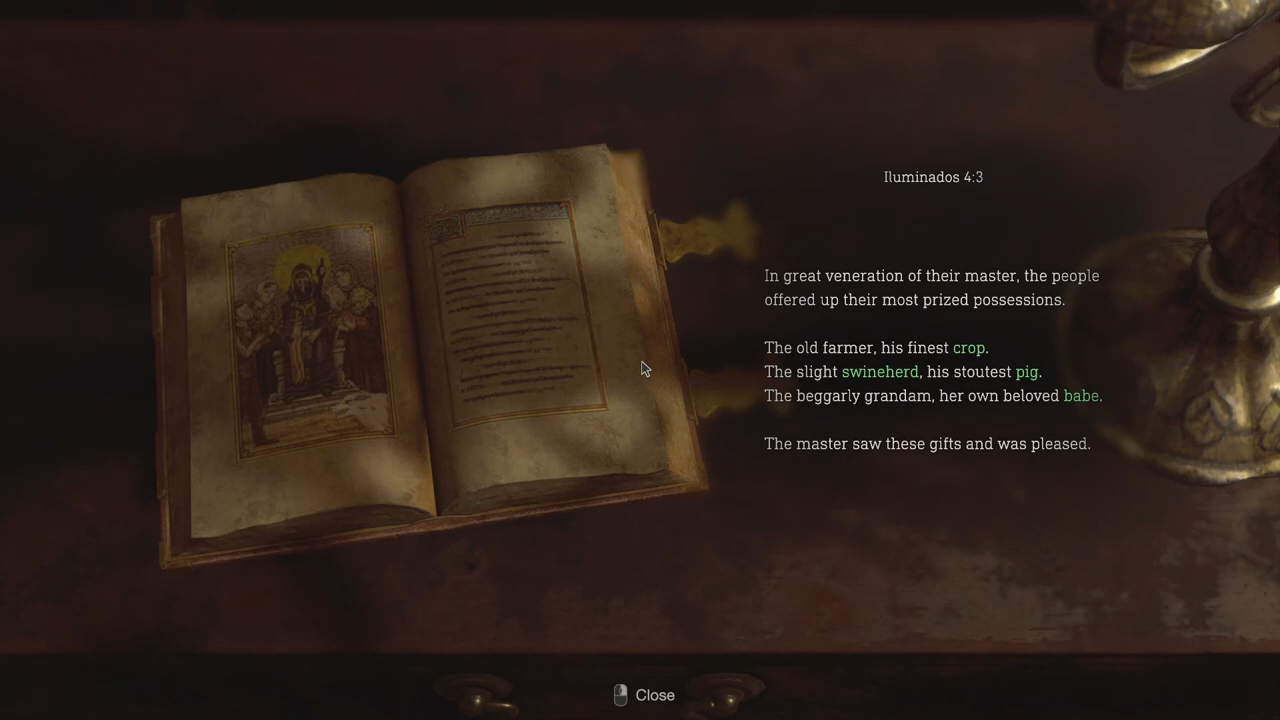 Iluminados 4:3
In great veneration of their master, the people
offered up their most prized possessions.
The old farmer, his finest crop.
The slight swineherd, his stoutest pig.
The beggarly grandam, her own beloved babe.
The master saw these gifts and was pleased.
Close